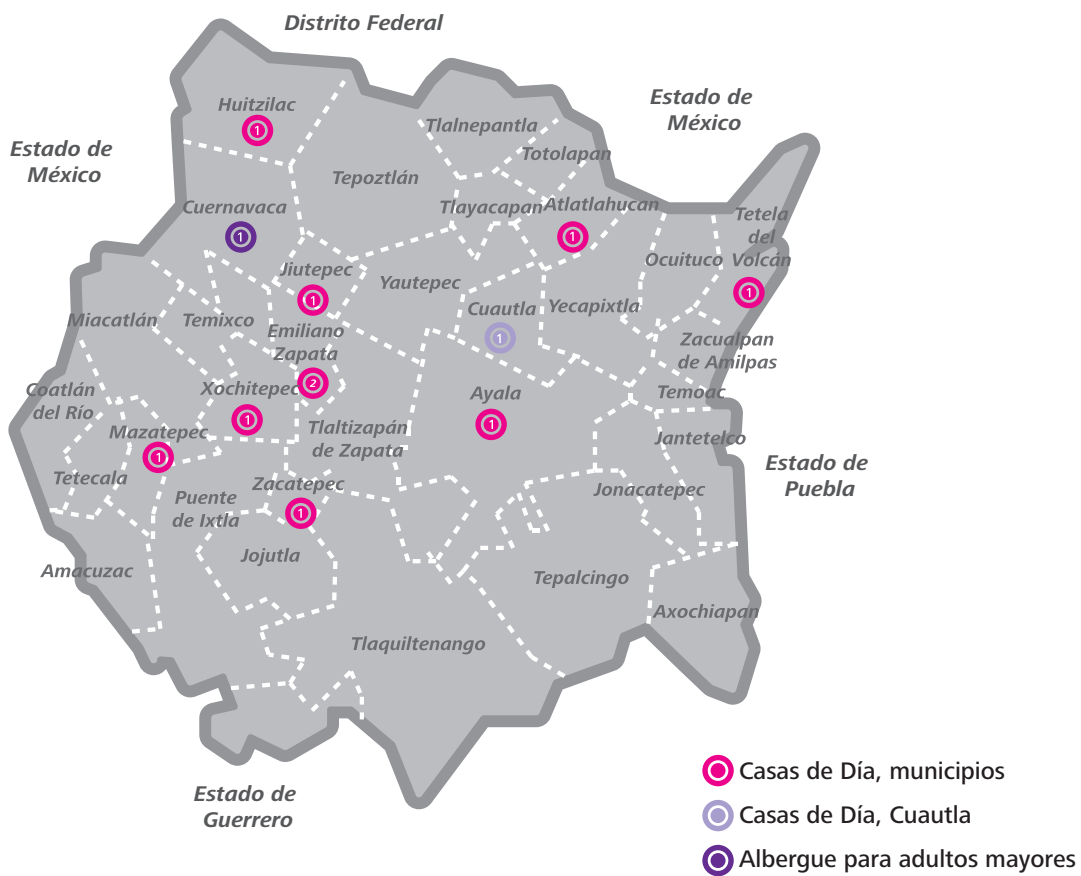 Distrito Federal
Estado de
México
Estado de
México
Huitzilac
1
Tlalnepantla
Totolapan
Tepoztlán
Cuernavaca
1
Tlayacapan
Atlatlahucan
1
Tetela
del
Volcán
1
Ocuituco
Jiutepec
1
Yautepec
Cuautla
1
Yecapixtla
Miacatlán
Temixco
Emiliano
Zapata
2
Zacualpan
de Amilpas
Coatlán
del Río
Xochitepec
1
Ayala
1
Temoac
Mazatepec
1
Tlaltizapán
de Zapata
Jantetelco
Estado de
Puebla
Tetecala
Puente
de Ixtla
Zacatepec
1
Jonacatepec
Jojutla
Amacuzac
Tepalcingo
Axochiapan
Tlaquiltenango
Estado de
Guerrero
Casas de Día, municipios
Casas de Día, Cuautla
Albergue para adultos mayores